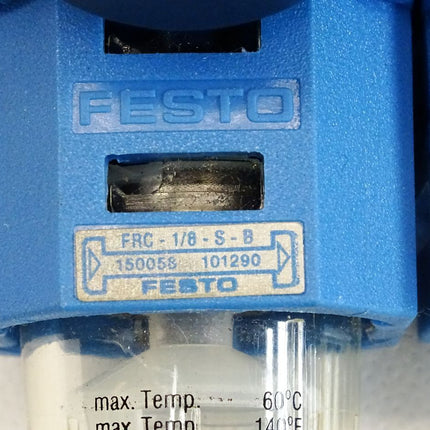 FESTO
FRC - 1/8 - S - B
150058 101290
FESTO
max. Temp. 60°C
max. Temp 140°F